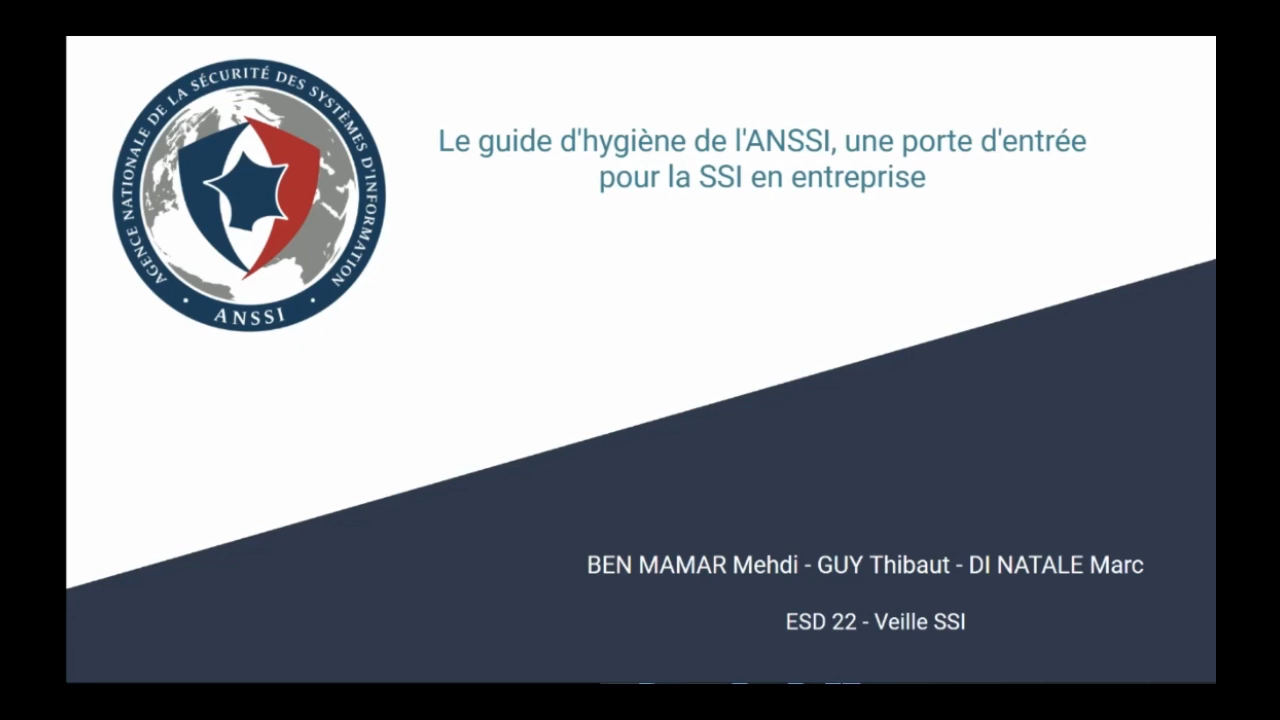 AGENCE NATIONALE DE LA SÉCURITÉ DES SYSTÈMES D'INFORMATION
ANSSI
Le guide d'hygiène de l'ANSSI, une porte d'entrée
pour la SSI en entreprise
BEN MAMAR Mehdi - GUY Thibaut - DI NATALE Marc
ESD 22 - Veille SSI